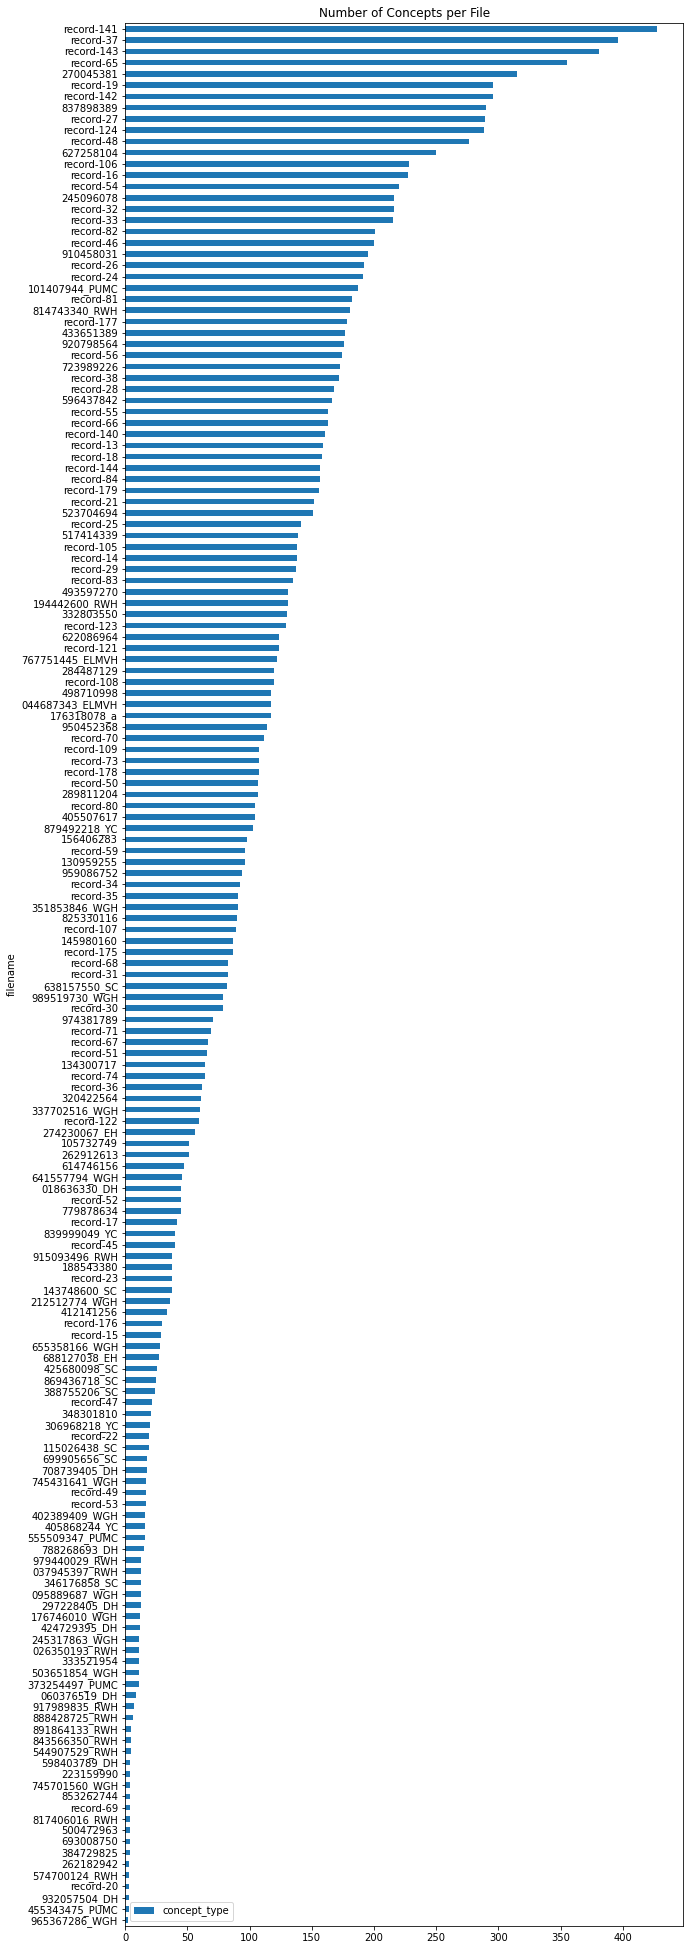 Number of Concepts per File
record-141
record-37
record-143
record-65
270045381
record-19
record-142
837898389
record-27
record-124
record-48
627258104
record-106
record-16
record-54
245096078
record-32
record-33
record-82
record-46
910458031
record-26
record-24
101407944_PUMC
record-81
814743340_RWH
record-177
433651389
920798564
record-56
723989226
record-38
record-28
596437842
record-55
record-66
record-140
record-13
record-18
record-144
record-84
record-179
record-21
523704694
record-25
517414339
record-105
record-14
record-29
record-83
493597270
194442600_RWH
332803550
record-123
622086964
record-121
767751445_ELMVH
284487129
record-108
498710998
044687343_ELMVH
176318078_a
950452368
record-70
record-109
record-73
record-178
record-50
289811204
record-80
405507617
879492218_YC
156406283
record-59
130959255
959086752
record-34
record-35
351853846_WGH
825330116
record-107
145980160
record-175
record-68
record-31
638157550_SC
989519730_WGH
record-30
974381789
record-71
record-67
record-51
134300717
record-74
record-36
320422564
337702516_WGH
record-122
274230067_EH
105732749
262912613
614746156
641557794_WGH
018636330_DH
record-52
779878634
record-17
839999049_YC
record-45
915093496_RWH
188543380
record-23
143748600_SC
212512774_WGH
412141256
record-176
record-15
655358166_WGH
688127038_EH
425680098_SC
869436718_SC
388755206_SC
record-47
348301810
306968218_YC
record-22
115026438_SC
699905656_SC
708739405_DH
745431641_WGH
record-49
record-53
402389409_WGH
405868244_YC
555509347_PUMC
788268693_DH
979440029_RWH
037945397_RWH
346176858_SC
095889687_WGH
297228405_DH
176746010_WGH
424729395_DH
245317863_WGH
026350193_RWH
333521954
503651854_WGH
373254497_PUMC
060376519_DH
917989835_RWH
888428725_RWH
891864133_RWH
843566350_RWH
544907529_RWH
598403789_DH
223159990
745701560_WGH
853262744
record-69
817406016_RWH
500472963
693008750
384729825
262182942
574700124_RWH
record-20
932057504_DH
455343475_PUMC
965367286_WGH
filename
concept_type
0 50 100 150 200 250 300 350 400